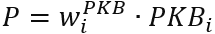 P = w_i^{PKB} · PKB_i